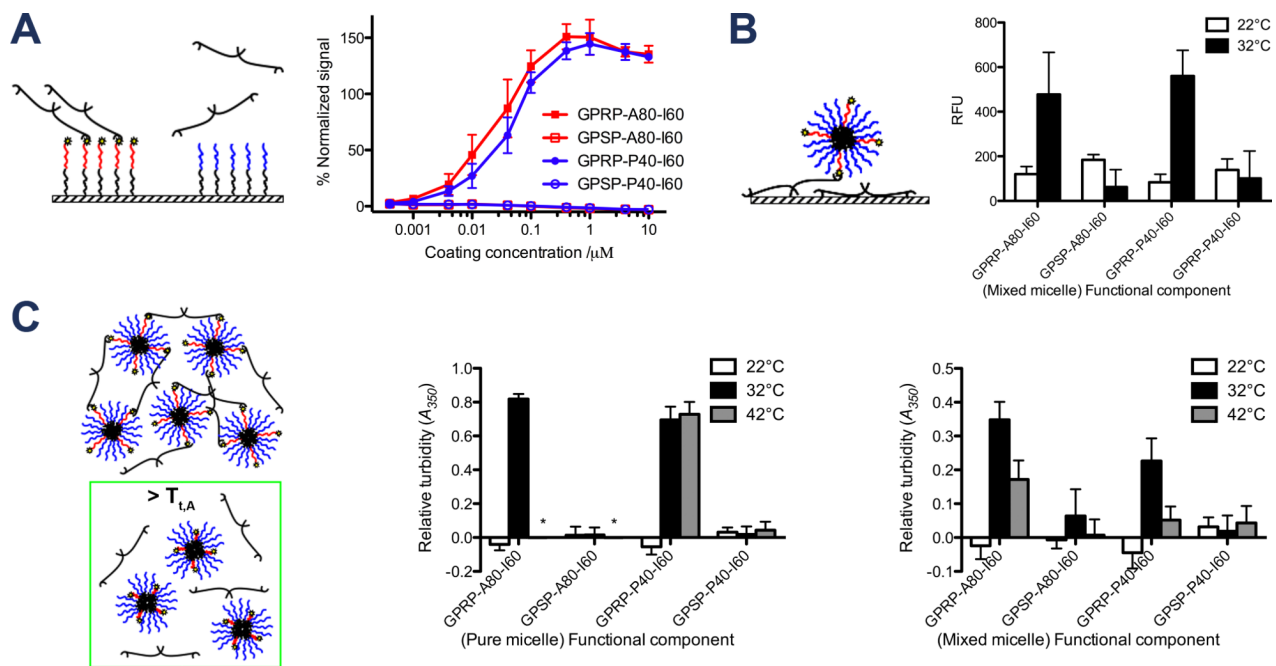 A
% Normalized signal
150
100
50
0
0.001
0.01
0.1
1
10
Coating concentration /µM
GPRP-A80-I60
GPSP-A80-I60
GPRP-P40-I60
GPSP-P40-I60
B
RFU
800
600
400
200
0
22°C
32°C
GPRP-A80-I60
GPSP-A80-I60
GPRP-P40-I60
GPRP-P40-I60
(Mixed micelle) Functional component
C
> Tt,A
Relative turbidity (A350)
1.0
0.8
0.6
0.4
0.2
0.0
-0.2
22°C
32°C
42°C
*
*
GPRP-A80-I60
GPSP-A80-I60
GPRP-P40-I60
GPSP-P40-I60
(Pure micelle) Functional component
Relative turbidity (A350)
0.5
0.4
0.3
0.2
0.1
0.0
-0.1
22°C
32°C
42°C
GPRP-A80-I60
GPSP-A80-I60
GPRP-P40-I60
GPSP-P40-I60
(Mixed micelle) Functional component